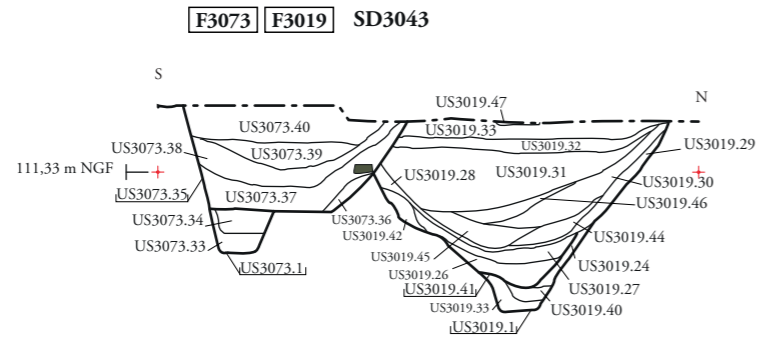 F3073 F3019 SD3043
S
N
US3019.47
US3073.40
US3019.33
US3073.38
US3073.39
US3019.32
US3019.29
111,33 m NGF
US3019.28
US3019.31
US3019.30
US3073.35
US3073.37
US3019.46
US3073.34
US3073.36
US3019.42
US3019.44
US3073.33
US3019.45
US3019.24
US3073.1
US3019.26
US3019.27
US3019.41
US3019.33
US3019.40
US3019.1